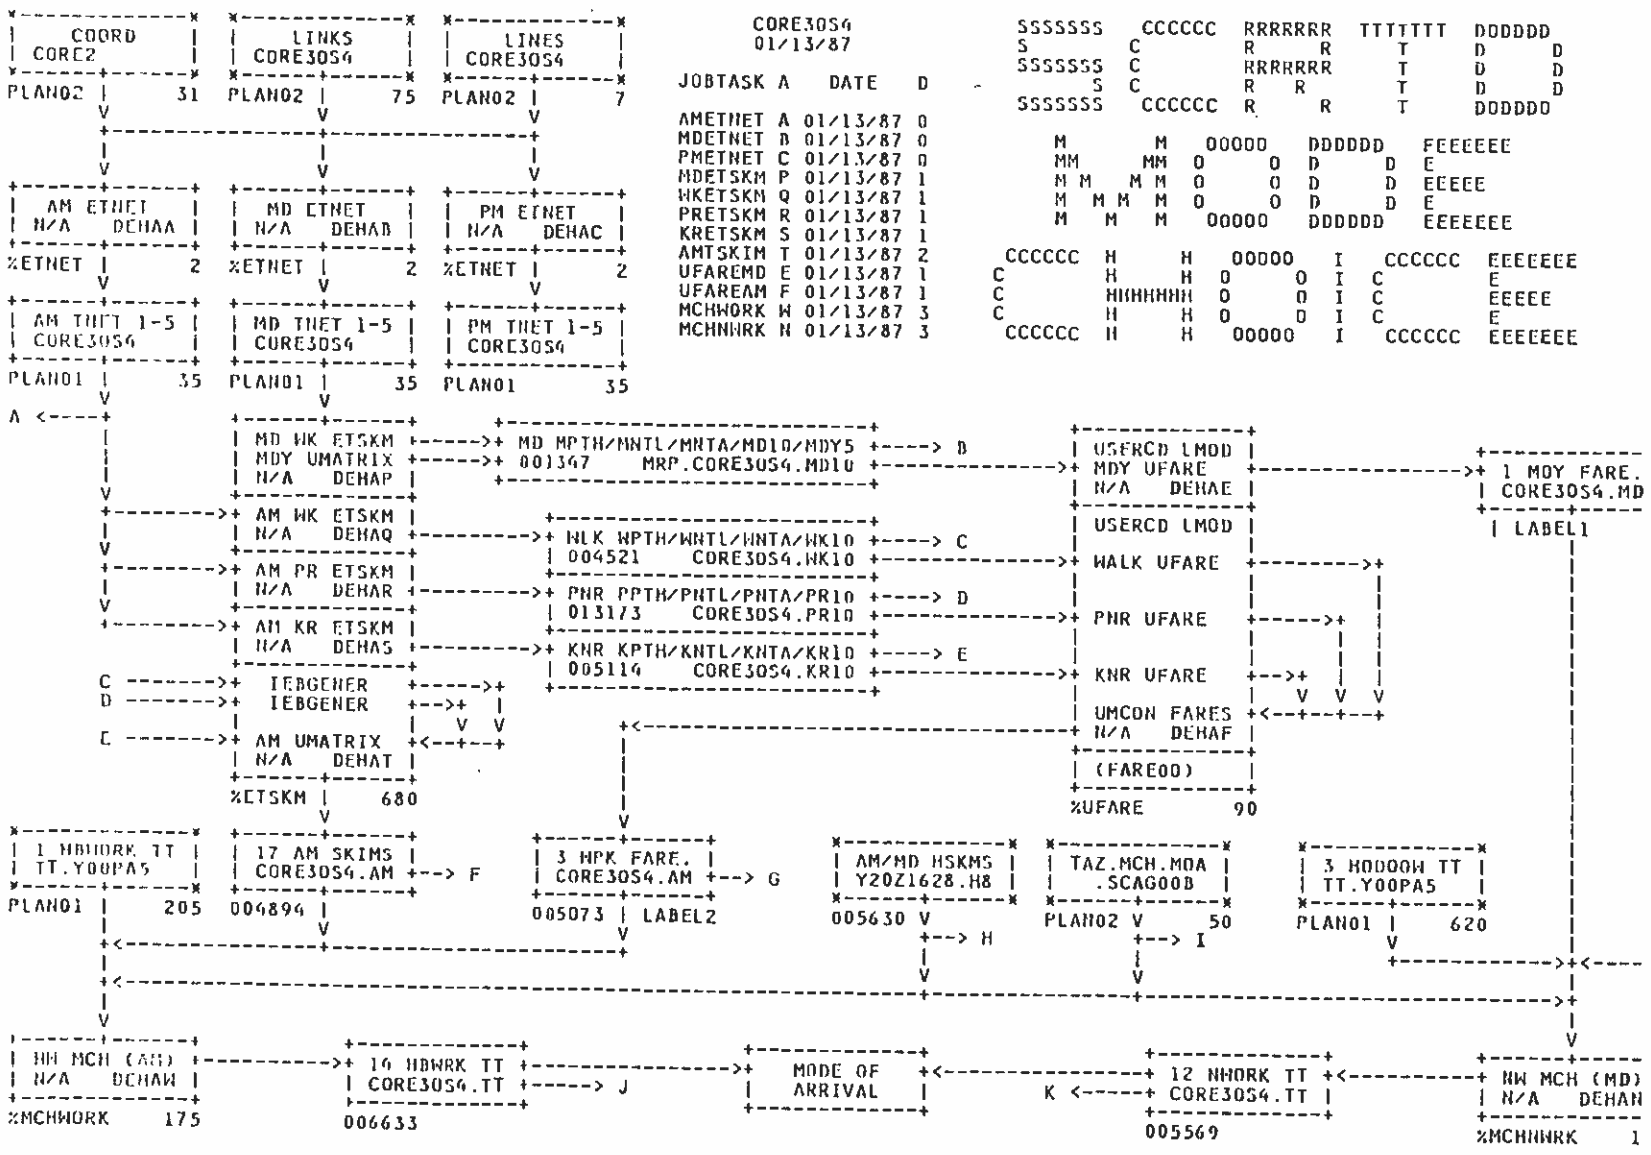 COORD
CORE2
PLAN02 31
LINKS
CORE30S4
PLAN02 75
LINES
CORE30S4
PLAN02 7
CORE30S4
01/13/87
JOBTASK A DATE D
AMETNET A 01/13/87 0
MDETNET B 01/13/87 0
PMETNET C 01/13/87 0
MDETSKM P 01/13/87 1
WKETSKM Q 01/13/87 1
PRETSKM R 01/13/87 1
KRETSKM S 01/13/87 1
AMTSKIM T 01/13/87 2
UFAREMD E 01/13/87 1
UFAREAM F 01/13/87 1
MCHWORK W 01/13/87 3
MCHNWRK N 01/13/87 3
SCRTD
MODE
CHOICE
AM ETNET
N/A DEHAA
%ETNET 2
MD ETNET
N/A DEHAB
%ETNET 2
PM ETNET
N/A DEHAC
%ETNET 2
AM TNET 1-5
CORE30S4
PLAN01 35
MD TNET 1-5
CORE30S4
PLAN01 35
PM TNET 1-5
CORE30S4
PLAN01 35
A
MD WK ETSKM
MDY UMATRIX
N/A DEHAP
MD MPTH/MNTL/MNTA/MD10/MDY5
001347 MRP.CORE30S4.MD10
B
USERCD LMOD
MDY UFARE
N/A DEHAE
1 MDY FARE.
CORE30S4.MD
LABEL1
AM WK ETSKM
N/A DEHAQ
WLK WPTH/WNTL/WNTA/WK10
004521 CORE30S4.WK10
C
USERCD LMOD
WALK UFARE
AM PR ETSKM
N/A DEHAR
PNR PPTH/PNTL/PNTA/PR10
013173 CORE30S4.PR10
D
PNR UFARE
AM KR ETSKM
N/A DEHAS
KNR KPTH/KNTL/KNTA/KR10
005114 CORE30S4.KR10
E
KNR UFARE
C
IEBGENER
D
IEBGENER
UMCON FARES
N/A DEHAF
(FARE00)
%UFARE 90
E
AM UMATRIX
N/A DEHAT
%ETSKM 680
1 HBWORK TT
TT.Y00PA5
PLAN01 205
17 AM SKIMS
CORE30S4.AM
F
004894
3 WPK FARE.
CORE30S4.AM
G
005073 LABEL2
AM/MD HSKMS
Y20Z1628.H8
005630
H
TAZ.MCH.MOA
.SCAG00B
PLAN02 50
I
3 HODOOW TT
TT.Y00PA5
PLAN01 620
HW MCH (AM)
N/A DEHAW
%MCHWORK 175
14 HBWRK TT
CORE30S4.TT
J
006633
MODE OF
ARRIVAL
K
12 NWORK TT
CORE30S4.TT
005569
NW MCH (MD)
N/A DEHAN
%MCHNWRK 1